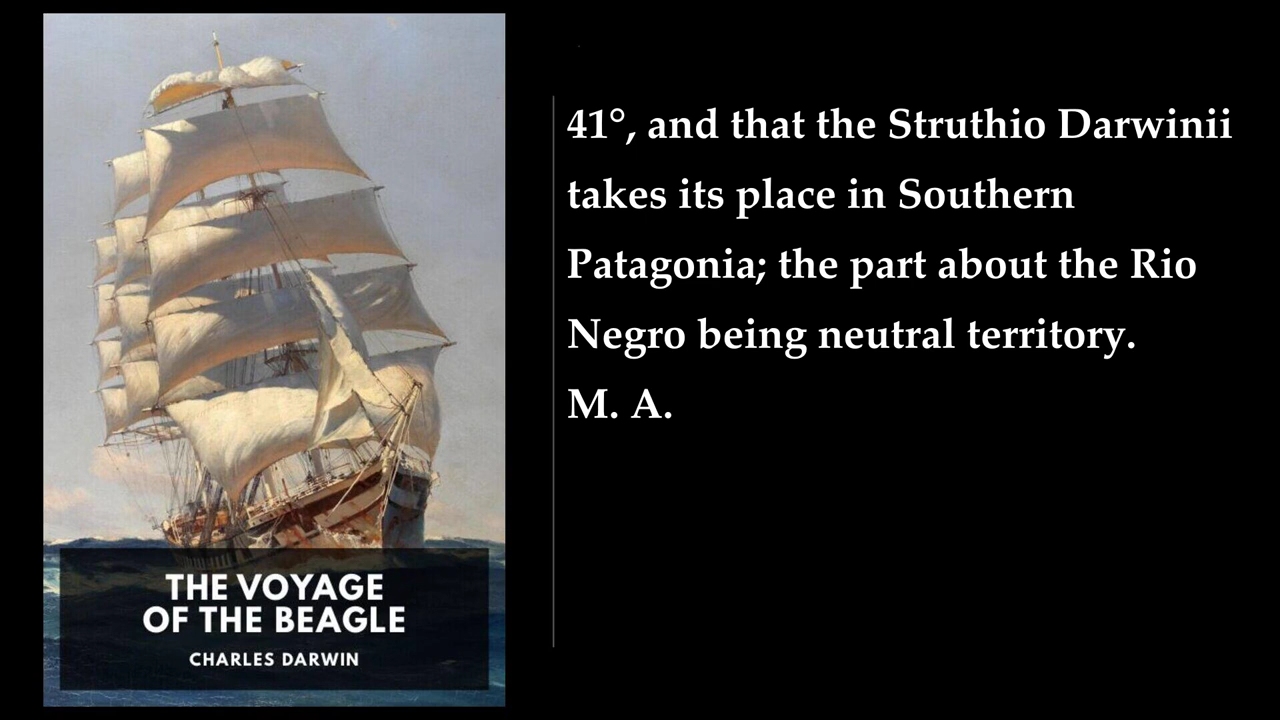 THE VOYAGE
OF THE BEAGLE
CHARLES DARWIN
41°, and that the Struthio Darwinii
takes its place in Southern
Patagonia; the part about the Rio
Negro being neutral territory.
M. A.